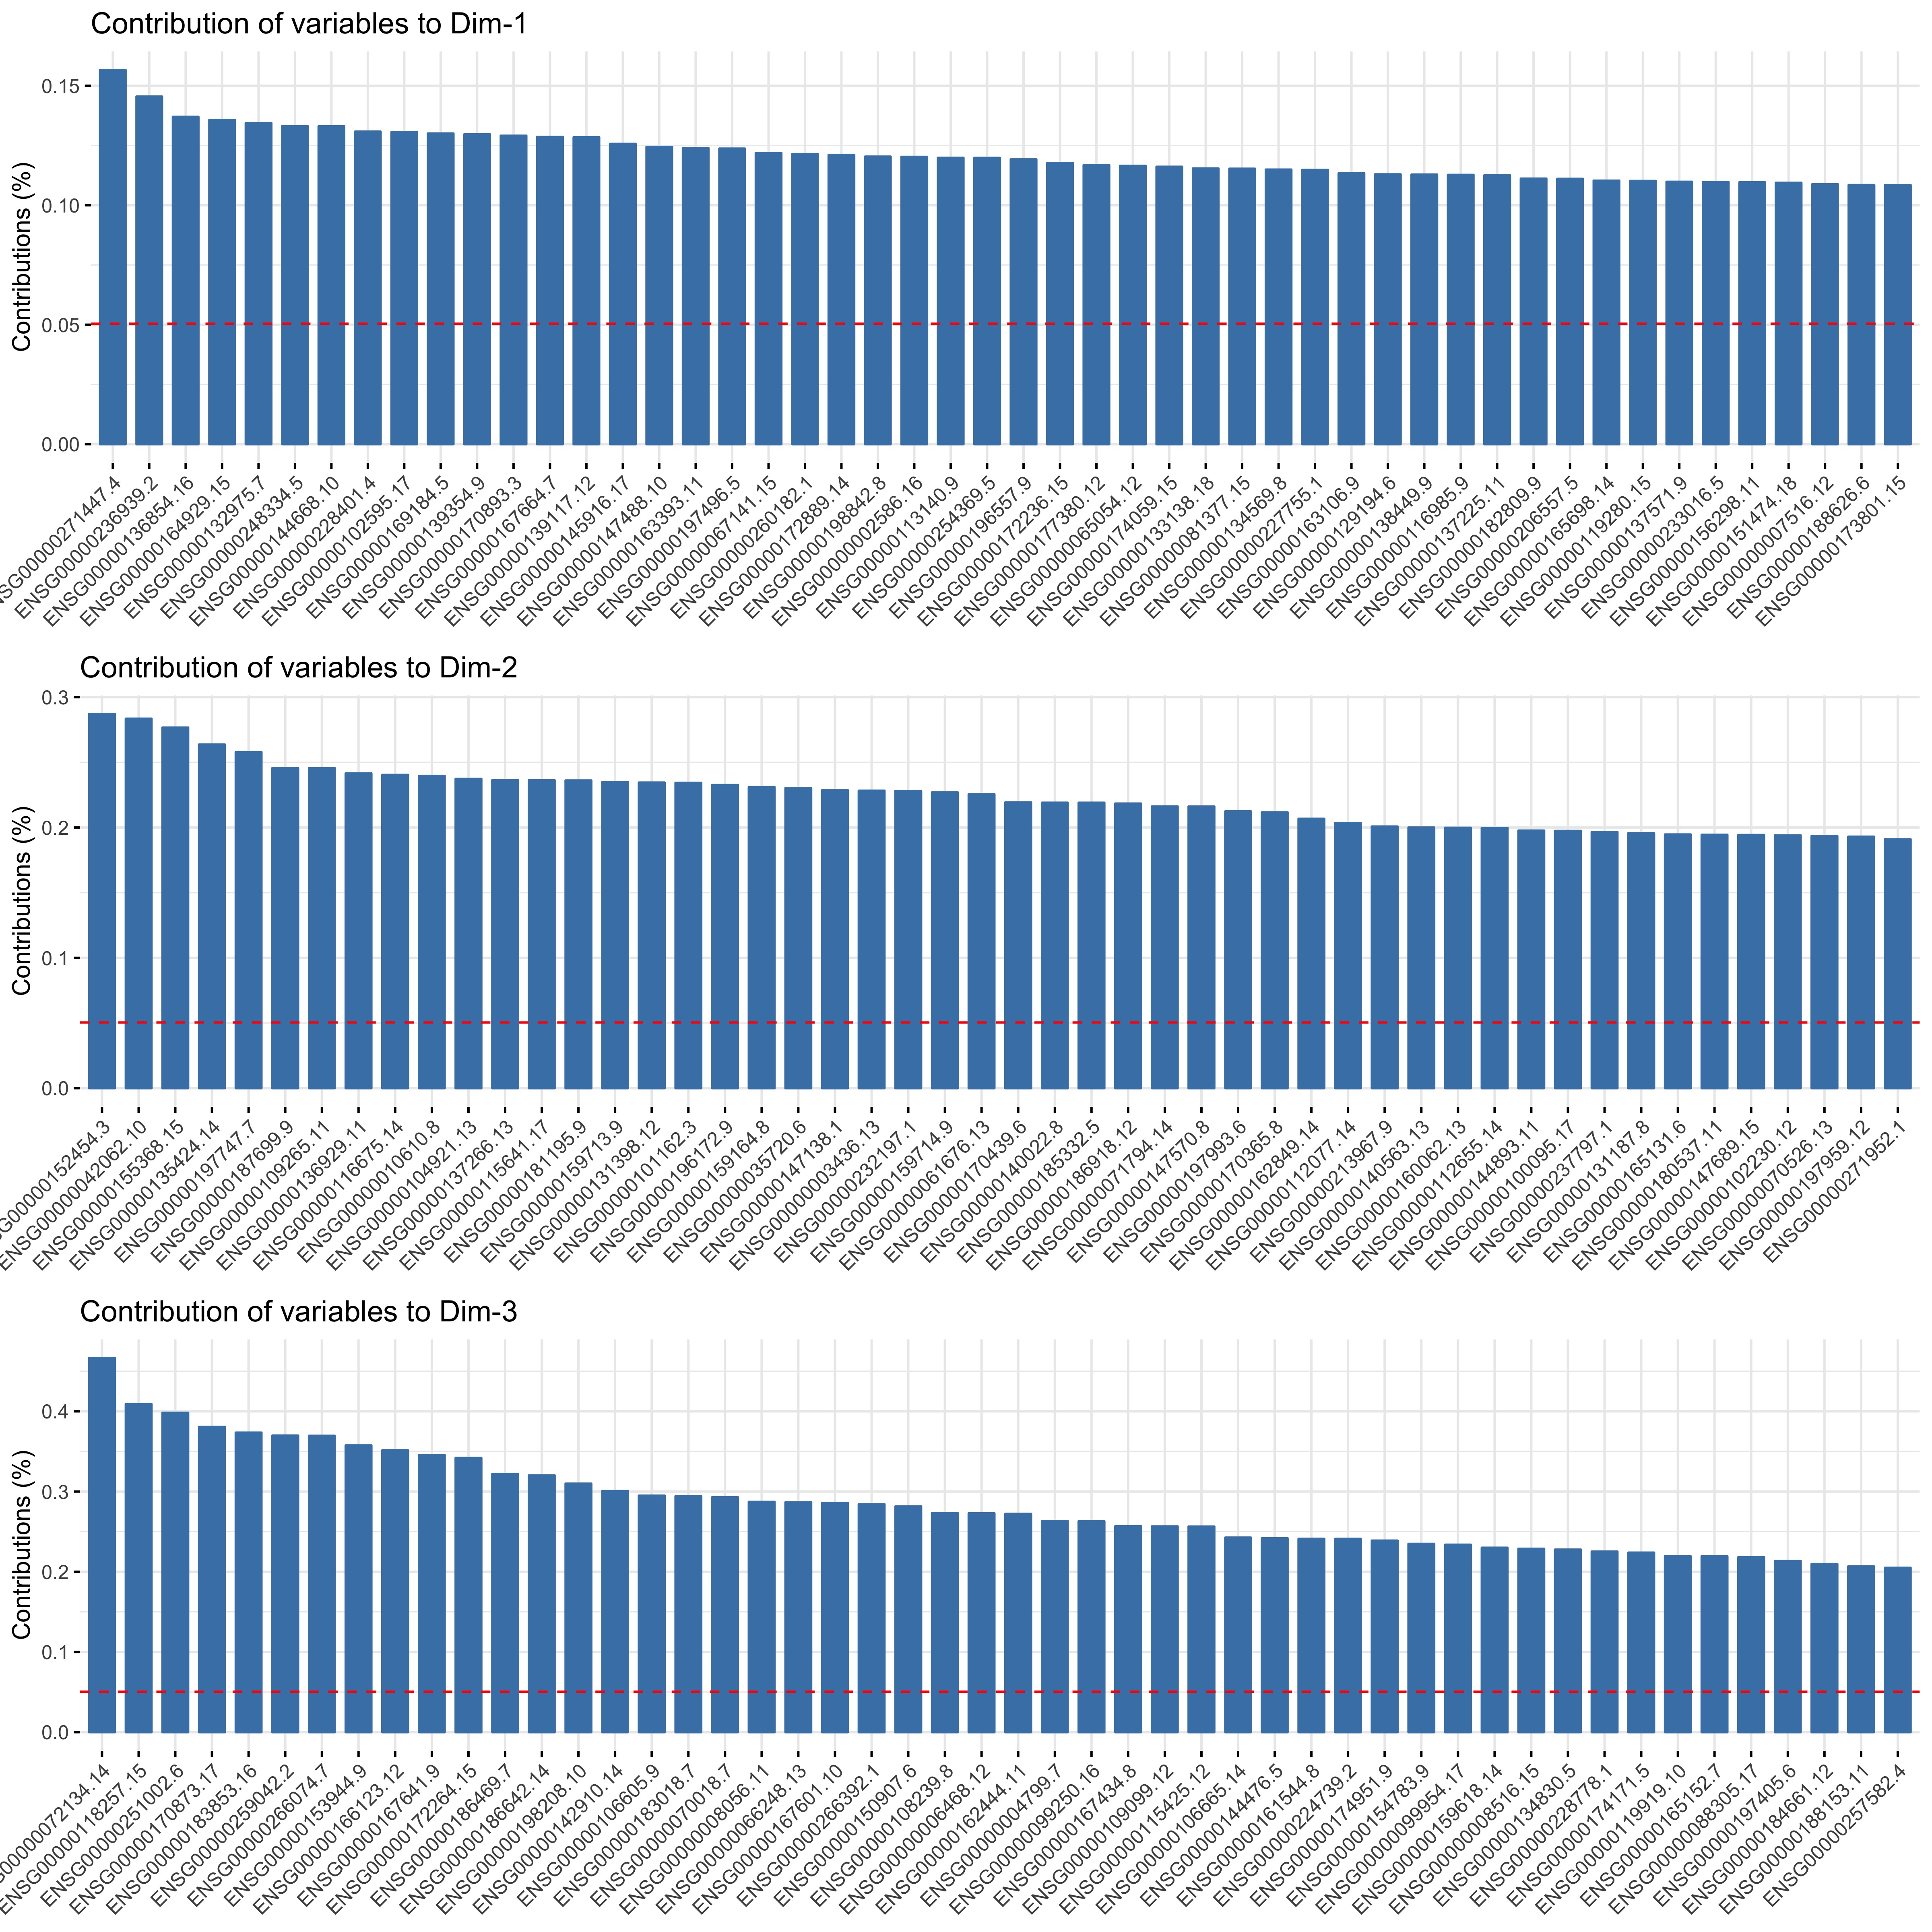 Contribution of variables to Dim-1
Contributions (%)
0.15
0.10
0.05
0.00
ENSG00000271447.4
ENSG00000236939.2
ENSG00000136854.16
ENSG00000164929.15
ENSG00000132975.7
ENSG00000248334.5
ENSG00000144668.10
ENSG00000228401.4
ENSG00000102595.17
ENSG00000169184.5
ENSG00000139354.9
ENSG00000170893.3
ENSG00000167664.7
ENSG00000139117.12
ENSG00000145916.17
ENSG00000147488.10
ENSG00000163393.11
ENSG00000197496.5
ENSG00000067141.15
ENSG00000226182.1
ENSG00000172889.14
ENSG00000198842.8
ENSG00000002586.16
ENSG00000113140.9
ENSG00000254369.5
ENSG00000196557.9
ENSG00000172236.15
ENSG00000177380.12
ENSG00000065054.12
ENSG00000174059.15
ENSG00000133138.18
ENSG00000081377.15
ENSG00000134569.8
ENSG00000227755.1
ENSG00000163106.9
ENSG00000129194.6
ENSG00000138449.9
ENSG00000116985.9
ENSG00000137225.11
ENSG00000182809.9
ENSG00000206557.5
ENSG00000165698.14
ENSG00000119280.15
ENSG00000137571.9
ENSG00000233016.5
ENSG00000156298.11
ENSG00000151474.18
ENSG00000007516.12
ENSG00000188626.6
ENSG00000173801.15
Contribution of variables to Dim-2
Contributions (%)
0.3
0.2
0.1
0.0
SG00000152454.3
ENSG00000042062.10
ENSG00000155368.15
ENSG00000135424.14
ENSG00000197747.7
ENSG00000187699.9
ENSG00000109265.11
ENSG00000136929.11
ENSG00000116675.14
ENSG00000010610.8
ENSG00000104921.13
ENSG00000137266.13
ENSG00000115641.17
ENSG00000181195.9
ENSG00000159713.9
ENSG00000131398.12
ENSG00000101162.3
ENSG00000196172.9
ENSG00000159164.8
ENSG00000035720.6
ENSG00000147138.1
ENSG00000003436.13
ENSG00000232197.1
ENSG00000159714.9
ENSG00000061676.13
ENSG00000170439.6
ENSG00000114022.8
ENSG00000185332.5
ENSG00000186918.12
ENSG00000071794.14
ENSG00000147570.8
ENSG00000197993.6
ENSG00000170365.8
ENSG00000162849.14
ENSG00000112077.14
ENSG00000213967.9
ENSG00000140563.13
ENSG00000160062.13
ENSG00000112655.14
ENSG00000144893.11
ENSG00000100095.17
ENSG00000237797.1
ENSG00000113187.8
ENSG00000116513.6
ENSG00000180537.11
ENSG00000147689.15
ENSG00000102230.12
ENSG00000070526.13
ENSG00000197959.12
ENSG00000271952.1
Contribution of variables to Dim-3
Contributions (%)
0.4
0.3
0.2
0.1
0.0
00000072134.14
ENSG00000118257.15
ENSG00000251002.6
ENSG00000170873.17
ENSG00000183853.16
ENSG00000259042.2
ENSG00000266074.7
ENSG00000153944.9
ENSG00000166123.12
ENSG00000167641.9
ENSG00000172264.15
ENSG00000186469.7
ENSG00000186642.14
ENSG00000198208.10
ENSG00000142910.14
ENSG00000106605.9
ENSG00000183018.7
ENSG00000070018.7
ENSG00000008056.11
ENSG00000066248.13
ENSG00000167601.10
ENSG00000266392.1
ENSG00000150907.6
ENSG00000108239.8
ENSG00000006468.12
ENSG00000162444.11
ENSG00000004799.7
ENSG00000099250.16
ENSG00000167434.8
ENSG00000109099.12
ENSG00000115425.12
ENSG00000106665.14
ENSG00000144476.5
ENSG00000161544.8
ENSG00000224739.2
ENSG00000174951.9
ENSG00000115483.9
ENSG00000099954.17
ENSG00000159618.14
ENSG00000008516.15
ENSG00000134830.5
ENSG00000228778.1
ENSG00000174171.5
ENSG00000119919.10
ENSG00000165152.7
ENSG00000088305.17
ENSG00000197405.6
ENSG00000184661.12
ENSG00000188153.11
ENSG00000257582.4